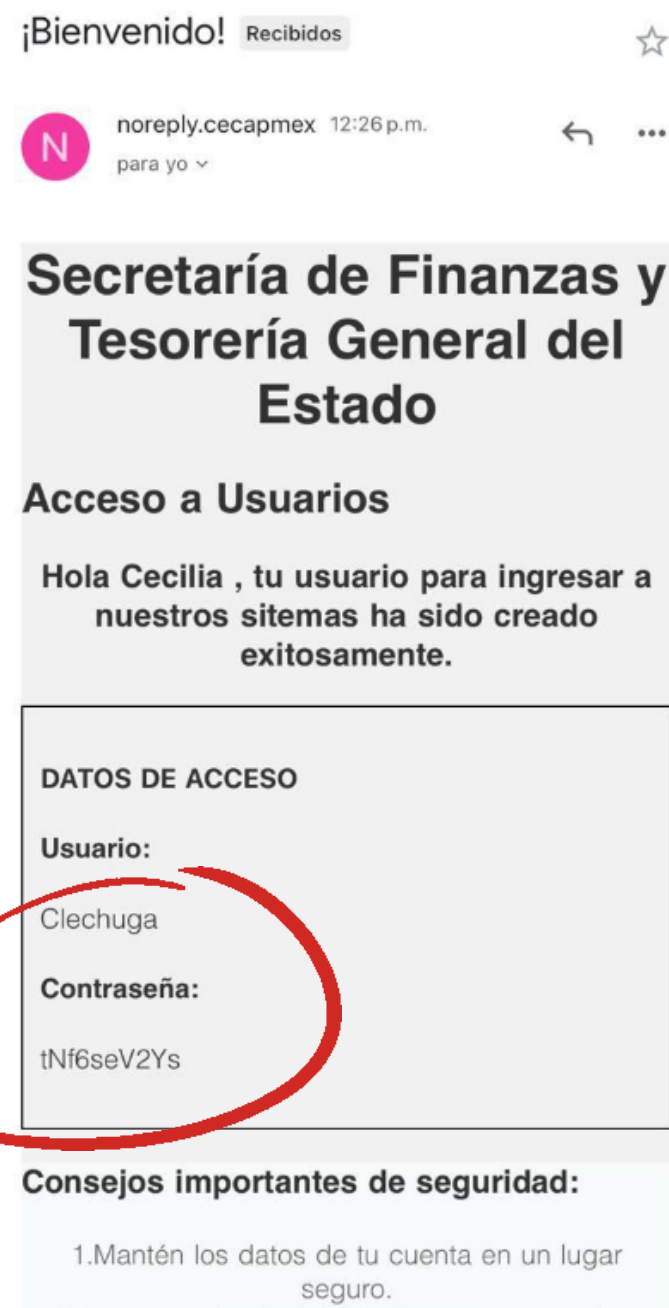 ¡Bienvenido! Recibidos
N
noreply.cecapmex 12:26 p.m.
para yo
Secretaría de Finanzas y
Tesorería General del
Estado
Acceso a Usuarios
Hola Cecilia , tu usuario para ingresar a
nuestros sitemas ha sido creado
exitosamente.
DATOS DE ACCESO
Usuario:
Clechuga
Contraseña:
tNf6seV2Ys
Consejos importantes de seguridad:
1.Mantén los datos de tu cuenta en un lugar
seguro.